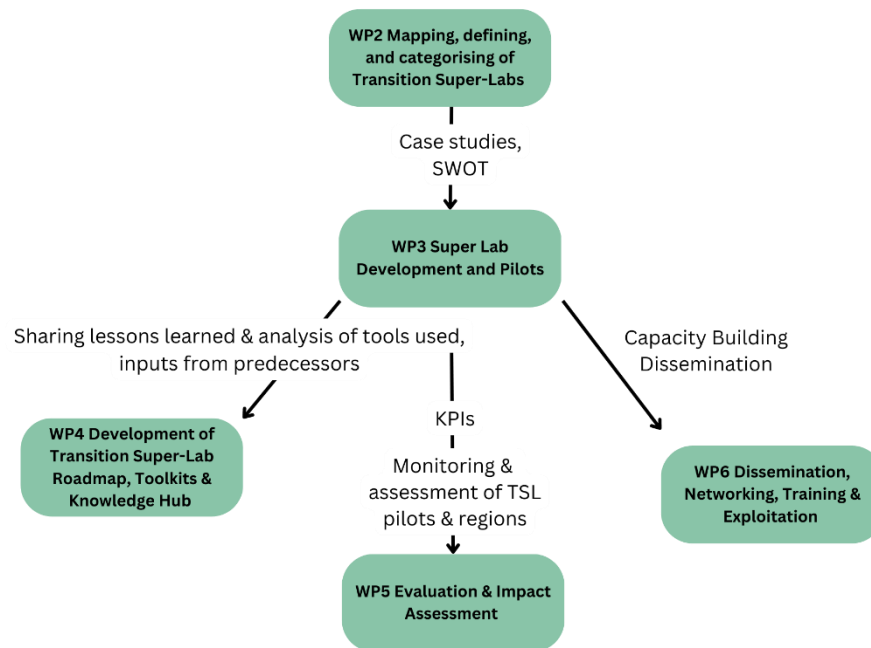 WP2 Mapping, defining,
and categorising of
Transition Super-Labs
Case studies,
SWOT
WP3 Super Lab
Development and Pilots
Sharing lessons learned & analysis of tools used,
inputs from predecessors
Capacity Building
Dissemination
KPIs
Monitoring &
assessment of TSL
pilots & regions
WP4 Development of
Transition Super-Lab
Roadmap, Toolkits &
Knowledge Hub
WP6 Dissemination,
Networking, Training &
Exploitation
WP5 Evaluation & Impact
Assessment